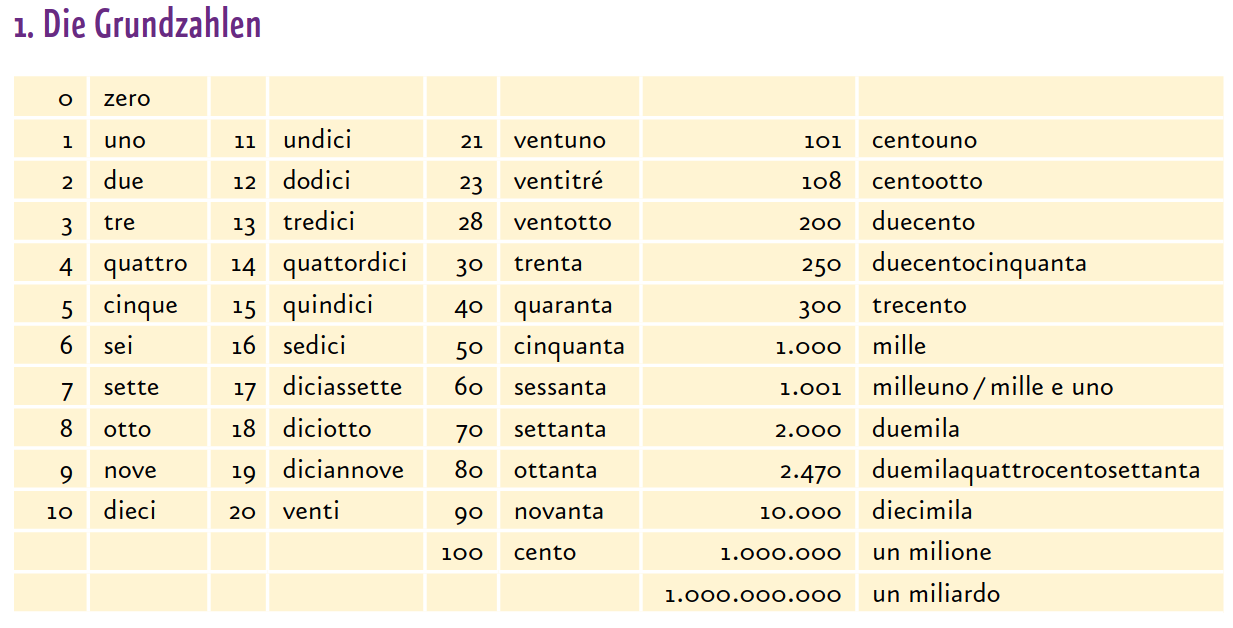 1. Die Grundzahlen
0 zero
1 uno 11 undici 21 ventuno 101 centouno
2 due 12 dodici 23 ventitré 108 centootto
3 tre 13 tredici 28 ventotto 200 duecento
4 quattro 14 quattordici 30 trenta 250 duecentocinquanta
5 cinque 15 quindici 40 quaranta 300 trecento
6 sei 16 sedici 50 cinquanta 1.000 mille
7 sette 17 diciassette 60 sessanta 1.001 milleuno / mille e uno
8 otto 18 diciotto 70 settanta 2.000 duemila
9 nove 19 diciannove 80 ottanta 2.470 duemilaquattrocentosettanta
10 dieci 20 venti 90 novanta 10.000 diecimila
100 cento 1.000.000 un milione
1.000.000.000 un miliardo